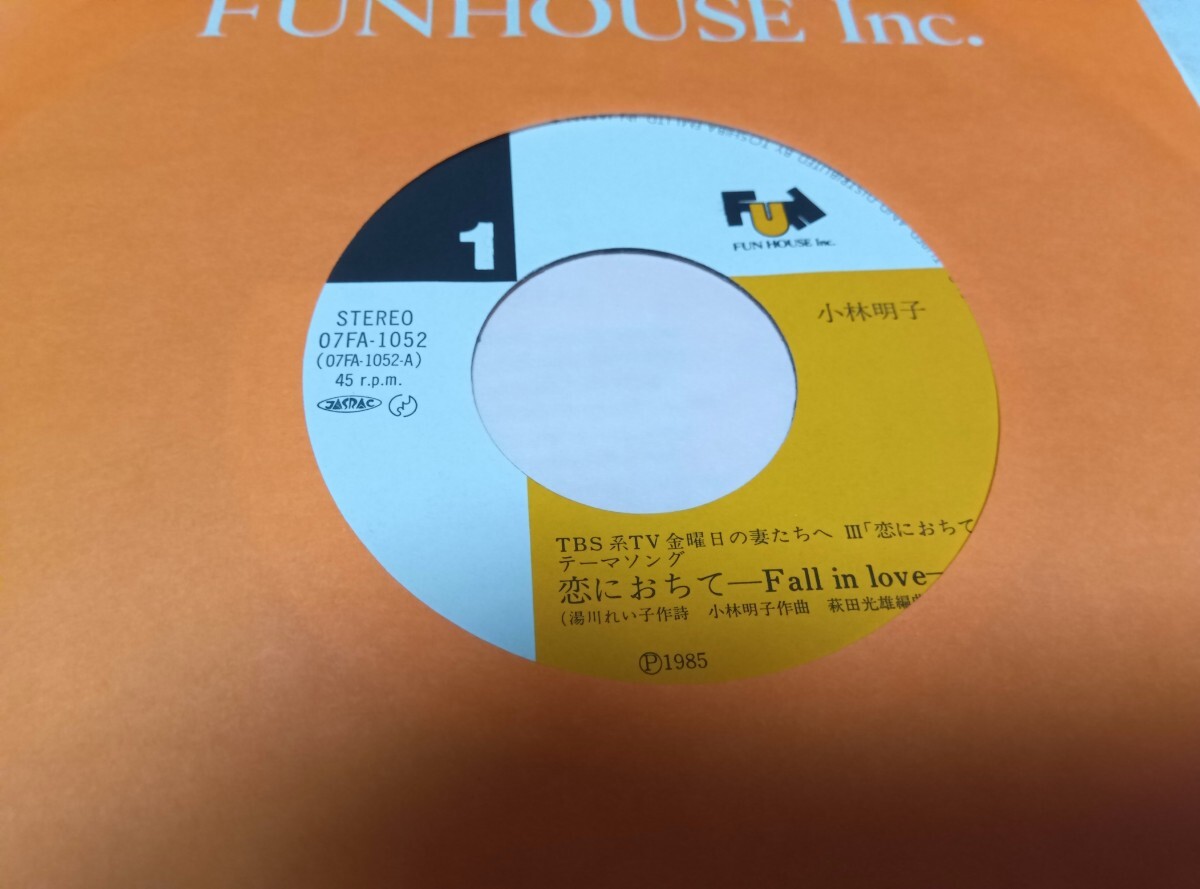 FUNHOUSE Inc.
1
FUN
FUN HOUSE Inc.
小林明子
STEREO
07FA-1052
(07FA-1052-A)
45 r.p.m.
JASRAC
TBS系TV金曜日の妻たちへ III「恋におちて
テーマソング
恋におちて—Fall in love—
(湯川れい子作詩 小林明子作曲 萩田光雄編曲
Ⓟ1985